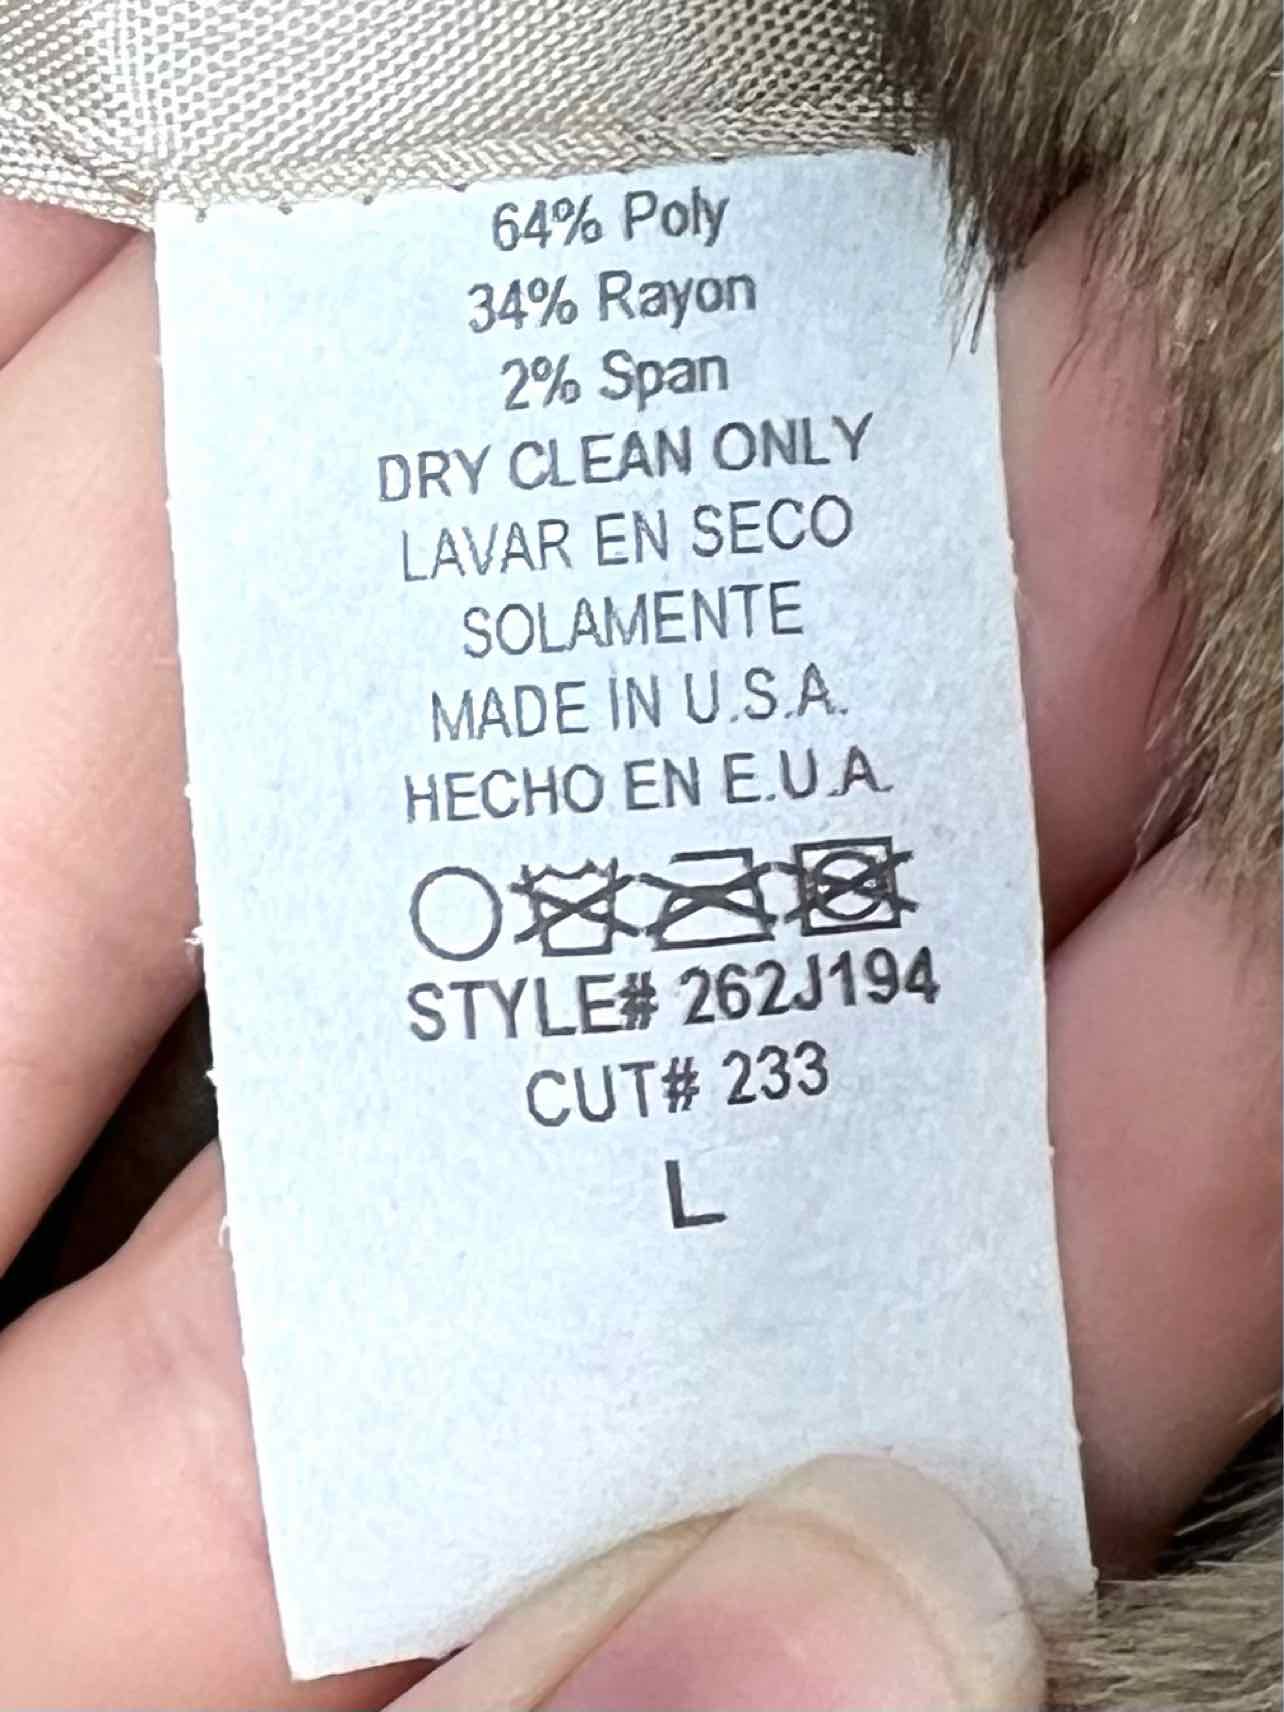 64% Poly
34% Rayon
2% Span
DRY CLEAN ONLY
LAVAR EN SECO
SOLAMENTE
MADE IN U.S.A.
HECHO EN E.U.A.
STYLE# 262J194
CUT# 233
L